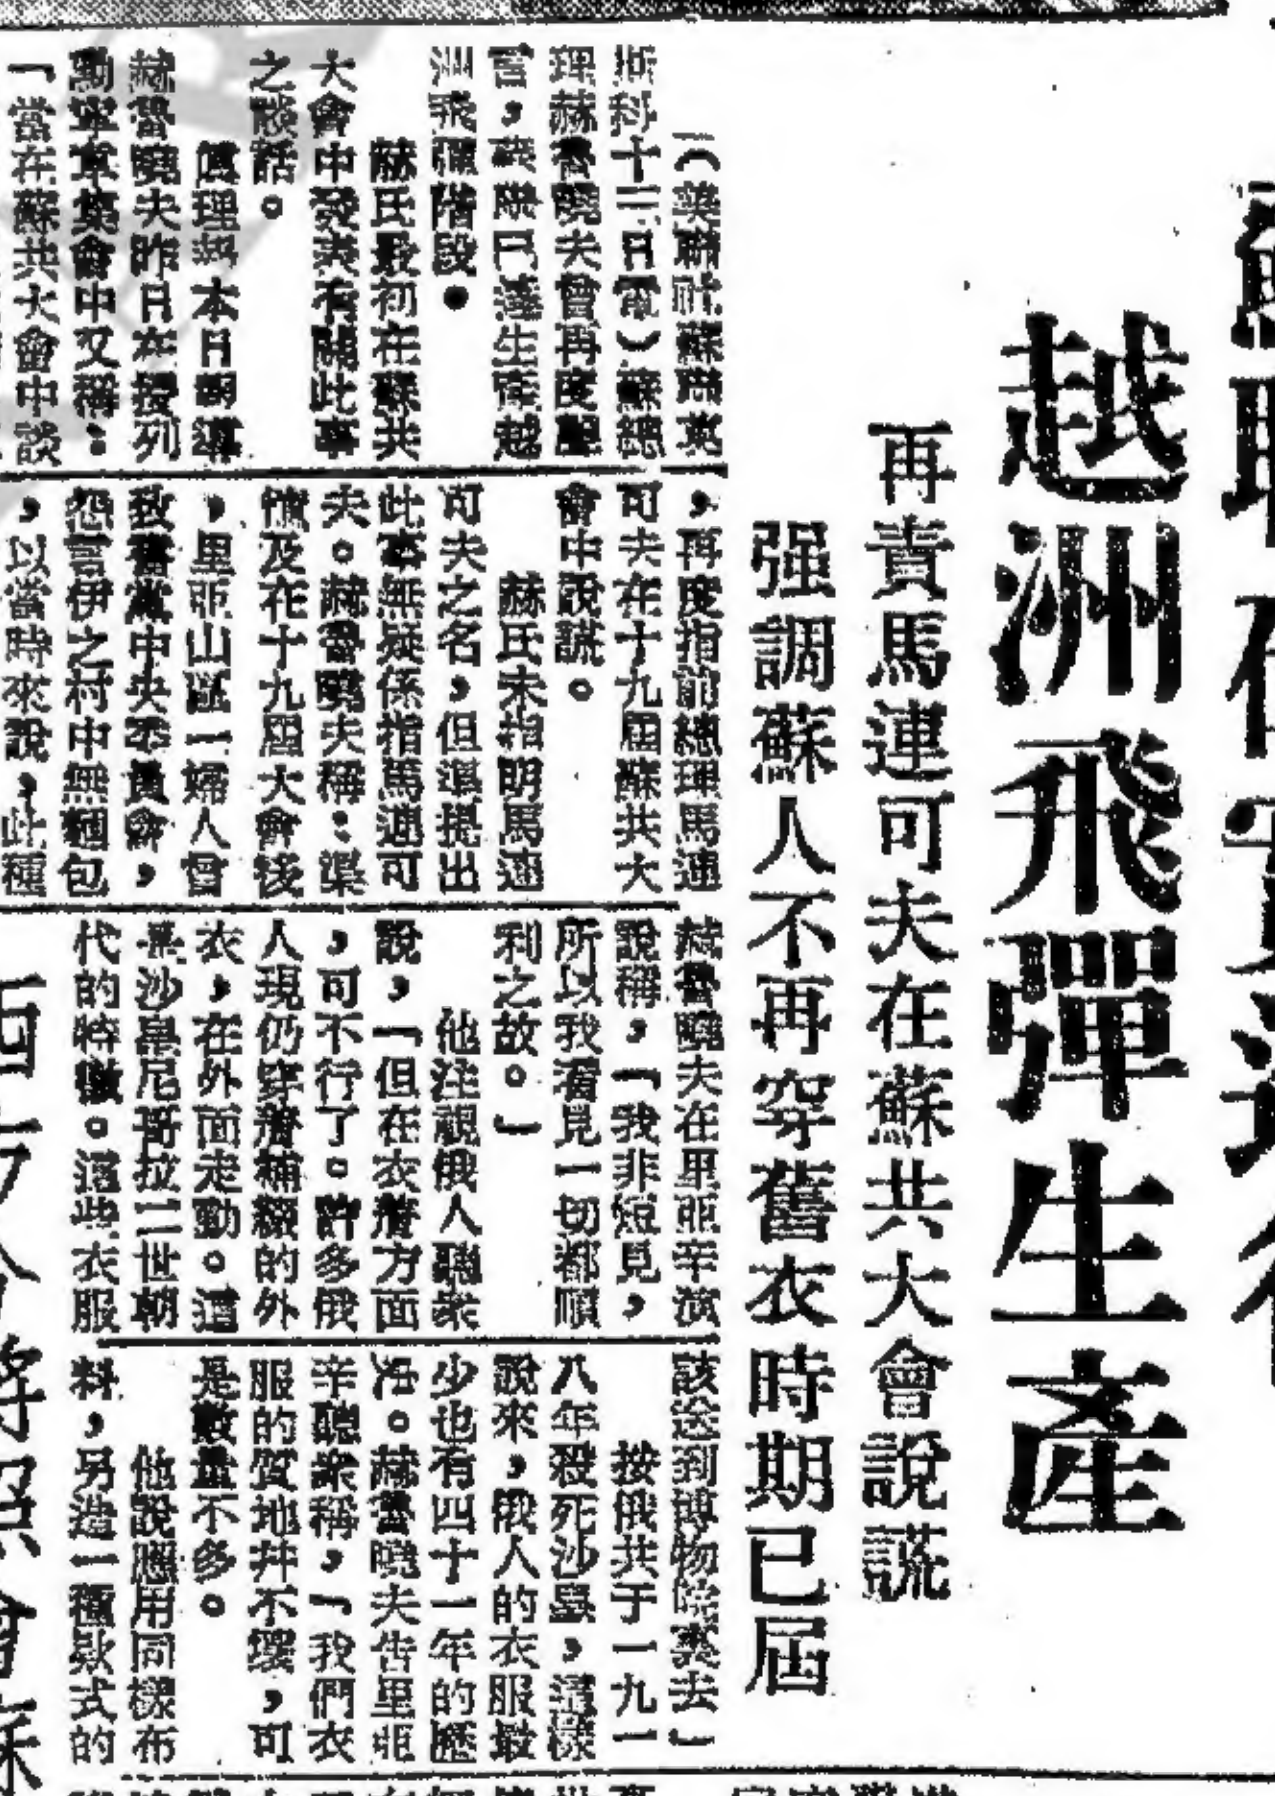 越洲飛彈生產
再責馬連可夫在蘇共大會說謊
强調蘇人不再穿舊衣時期已屆
(美聯社蘇聯莫
斯科十三日電)蘇總
理赫魯曉夫曾再度聖
言,蘇聯已達生產越
洲飛彈階段。
赫氏最初在蘇共
大會中發表有關此事
之談話。
真理報本日報導
赫魯曉夫昨日在授列
勳寧章集會中又稱:
「當在蘇共大會中談
,再度指前總理馬連
可夫在十九屆蘇共大
會中說謊。
赫氏未指明馬連
可夫之名,但渠提出
此事無疑係指馬連可
夫。赫魯曉夫稱:渠
憶及在十九屆大會後
,里亞山區一婦人曾
致書黨中央委員會,
怨言伊之村中無麵包
,以當時來說,此種
赫魯曉夫在里亞辛演
說稱,「我非短見,
所以我看見一切都順
利之故。」
他注視俄人聽衆
說,「但在衣着方面
,可不行了。許多俄
人現仍穿着補綴的外
衣,在外面走動。這
是沙皇尼哥拉二世朝
代的特徵。這些衣服
該送到博物院裏去」
按俄共于一九一
八年殺死沙皇,這樣
說來,俄人的衣服最
少也有四十一年的歷
史。赫魯曉夫告里亞
辛聽衆稱,「我們衣
服的質地并不壞,可
是數量不多。
他說應用同樣布
料,另造一種欵式的